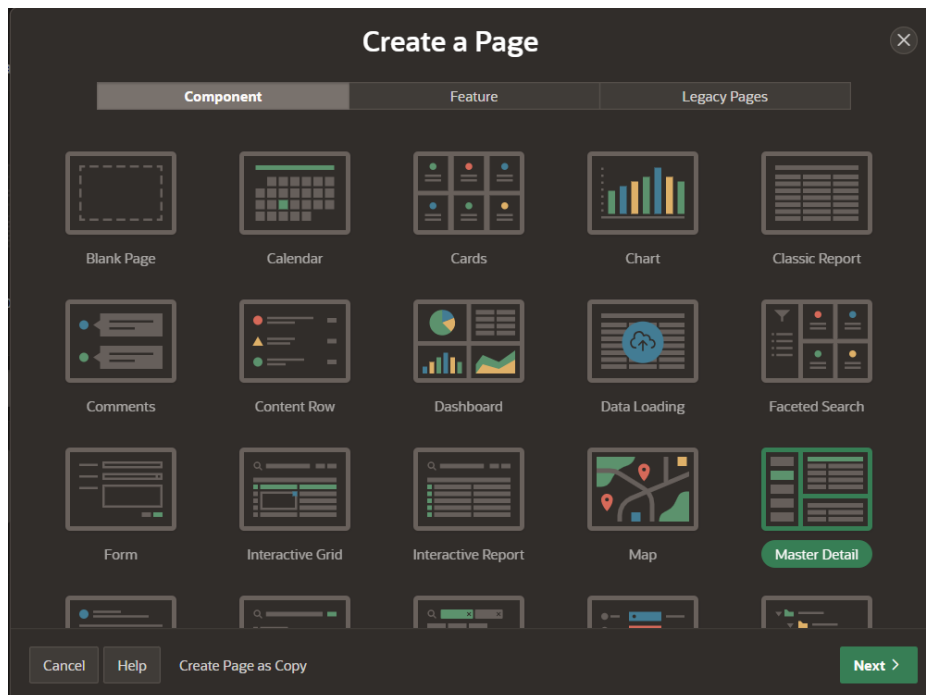 Create a Page
Component Feature Legacy Pages
Blank Page Calendar Cards Chart Classic Report
Comments Content Row Dashboard Data Loading Faceted Search
Form Interactive Grid Interactive Report Map Master Detail
Cancel Help Create Page as Copy Next